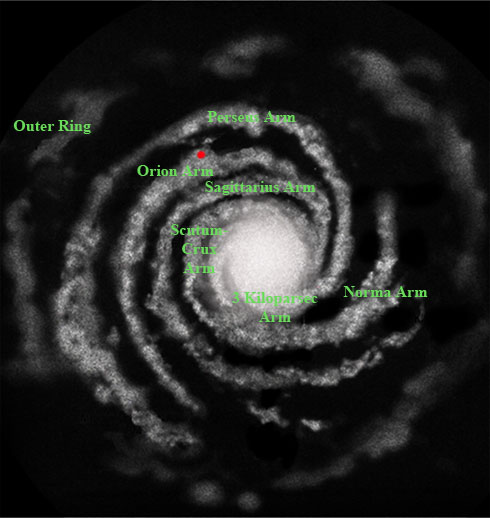 Perseus Arm
Outer Ring
Orion Arm
Sagittarius Arm
Scutum
Crux
Arm
3 Kiloparsec
Arm
Norma Arm